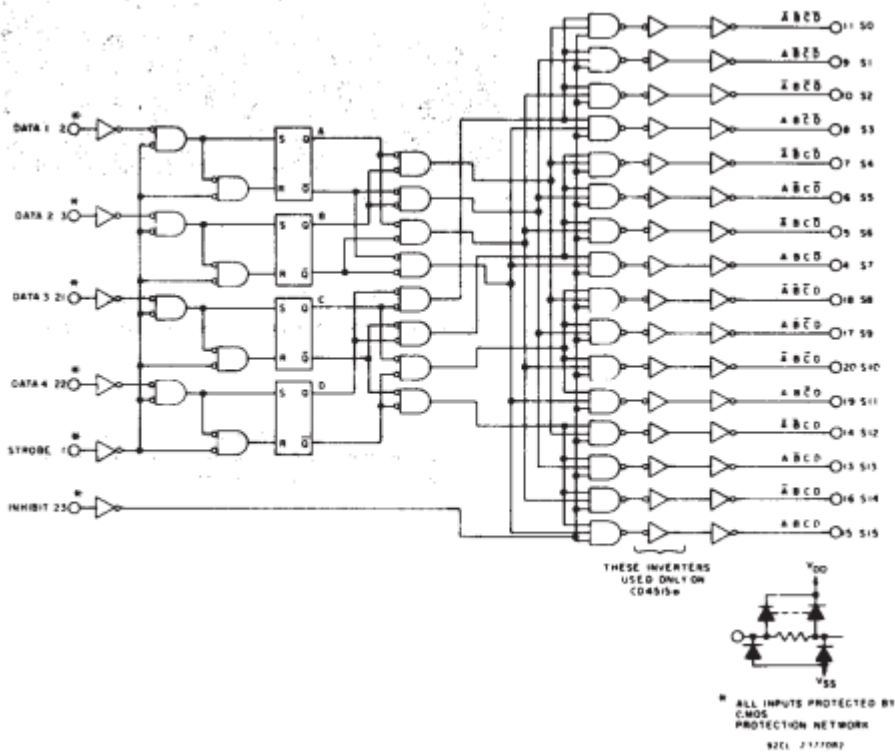 DATA 1 2
DATA 2 3
DATA 3 21
DATA 4 22
STROBE 1
INHIBIT 23
S Q A
R Q̅
S Q B
R Q̅
S Q C
R Q̅
S Q D
R Q̅
A̅ B̅ C̅ D̅ 11 S0
A B̅ C̅ D̅ 9 S1
A̅ B C̅ D̅ 10 S2
A B C̅ D̅ 8 S3
A̅ B̅ C D̅ 7 S4
A B̅ C D̅ 6 S5
A̅ B C D̅ 5 S6
A B C D̅ 4 S7
A̅ B̅ C̅ D 18 S8
A B̅ C̅ D 17 S9
A̅ B C̅ D 20 S10
A B C̅ D 19 S11
A̅ B̅ C D 14 S12
A B̅ C D 13 S13
A̅ B C D 16 S14
A B C D 15 S15
THESE INVERTERS
USED ONLY ON
CD4515B
VDD
VSS
* ALL INPUTS PROTECTED BY
CMOS
PROTECTION NETWORK